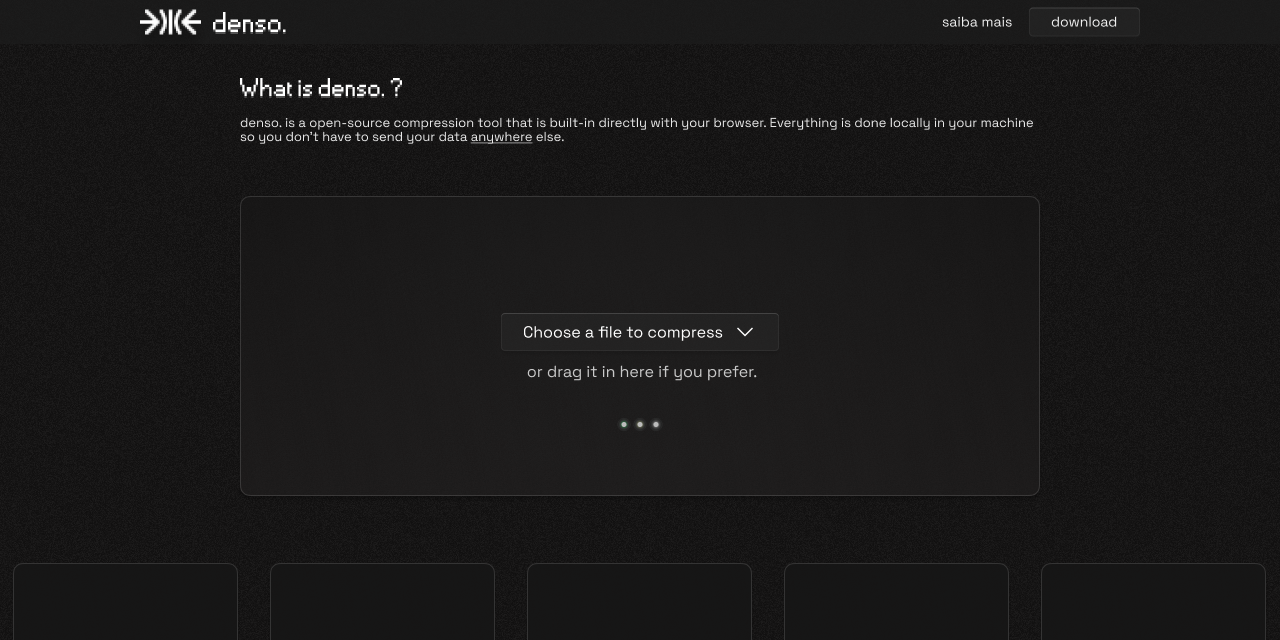 denso.
saiba mais
download
What is denso. ?
denso. is a open-source compression tool that is built-in directly with your browser. Everything is done locally in your machine
so you don't have to send your data anywhere else.
Choose a file to compress
or drag it in here if you prefer.